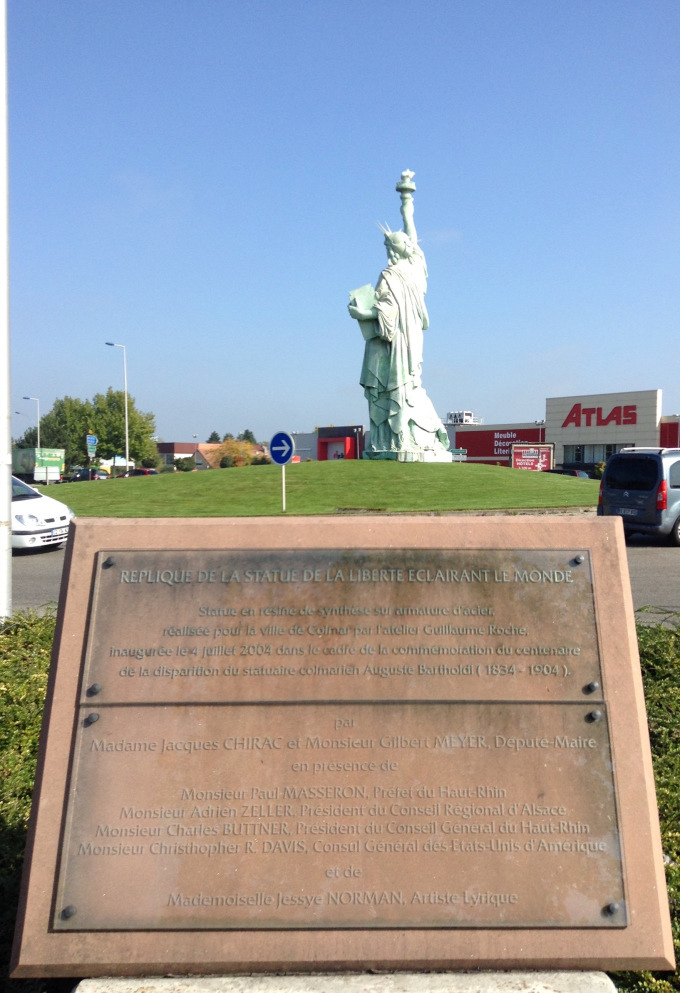 ATLAS
Meuble
Décoration
Literie
REPLIQUE DE LA STATUE DE LA LIBERTE ECLAIRANT LE MONDE
Statue en résine de synthèse sur armature d'acier,
réalisée pour la ville de Colmar par l'atelier Guillaume Roche,
inaugurée le 4 juillet 2004 dans le cadre de la commémoration du centenaire
de la disparition du statuaire colmarien Auguste Bartholdi ( 1834 - 1904 ).
par
Madame Jacques CHIRAC et Monsieur Gilbert MEYER, Député-Maire
en présence de
Monsieur Paul MASSERON, Préfet du Haut-Rhin
Monsieur Adrien ZELLER, Président du Conseil Régional d'Alsace
Monsieur Charles BUTTNER, Président du Conseil Général du Haut-Rhin
Monsieur Christhopher R. DAVIS, Consul Général des Etats-Unis d'Amérique
et de
Mademoiselle Jessye NORMAN, Artiste Lyrique